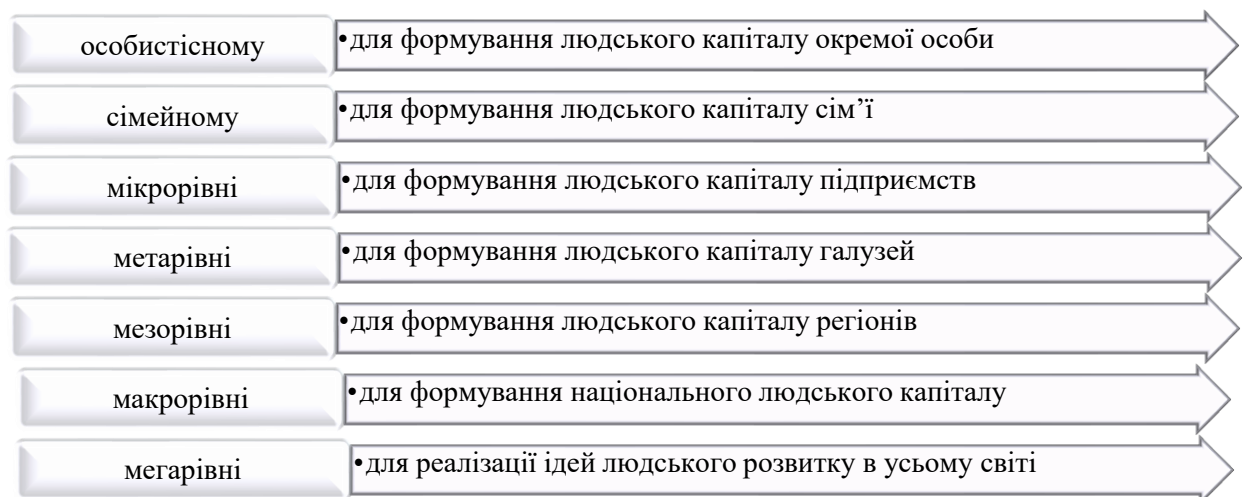 особистісному
•для формування людського капіталу окремої особи
сімейному
•для формування людського капіталу сім’ї
мікрорівні
•для формування людського капіталу підприємств
метарівні
•для формування людського капіталу галузей
мезорівні
•для формування людського капіталу регіонів
макрорівні
•для формування національного людського капіталу
мегарівні
•для реалізації ідей людського розвитку в усьому світі